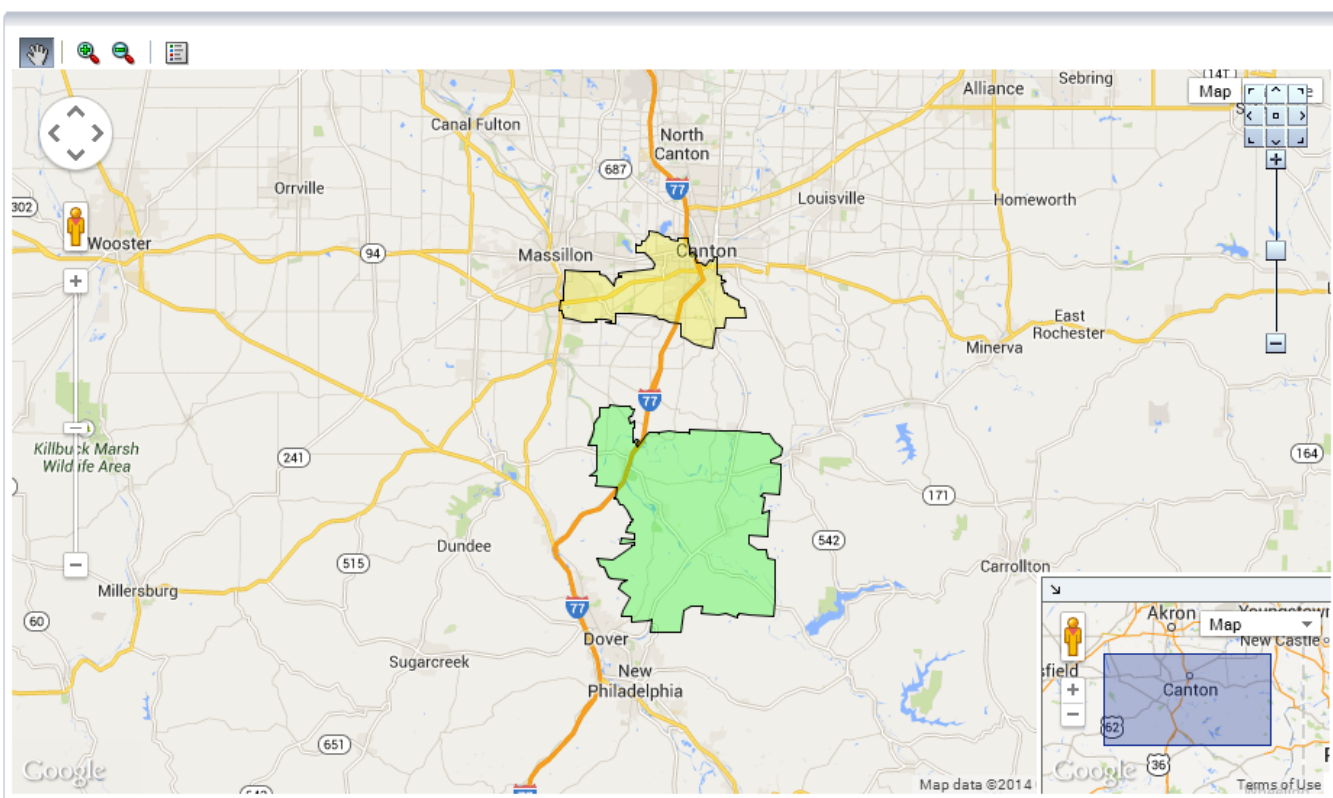 (14T)
Sebring
Alliance
Map
Canal Fulton
North
Canton
687
77
Orrville
Louisville
Homeworth
302
Wooster
94
Massillon
Canton
East
Rochester
Minerva
77
Killbuck Marsh
Wildlife Area
241
164
171
Dundee
542
515
Carrollton
Millersburg
77
60
Dover
Sugarcreek
New
Philadelphia
651
Google
Map data ©2014
Akron
Map
New Castle
sfield
Canton
62
36
Google
Terms of Use